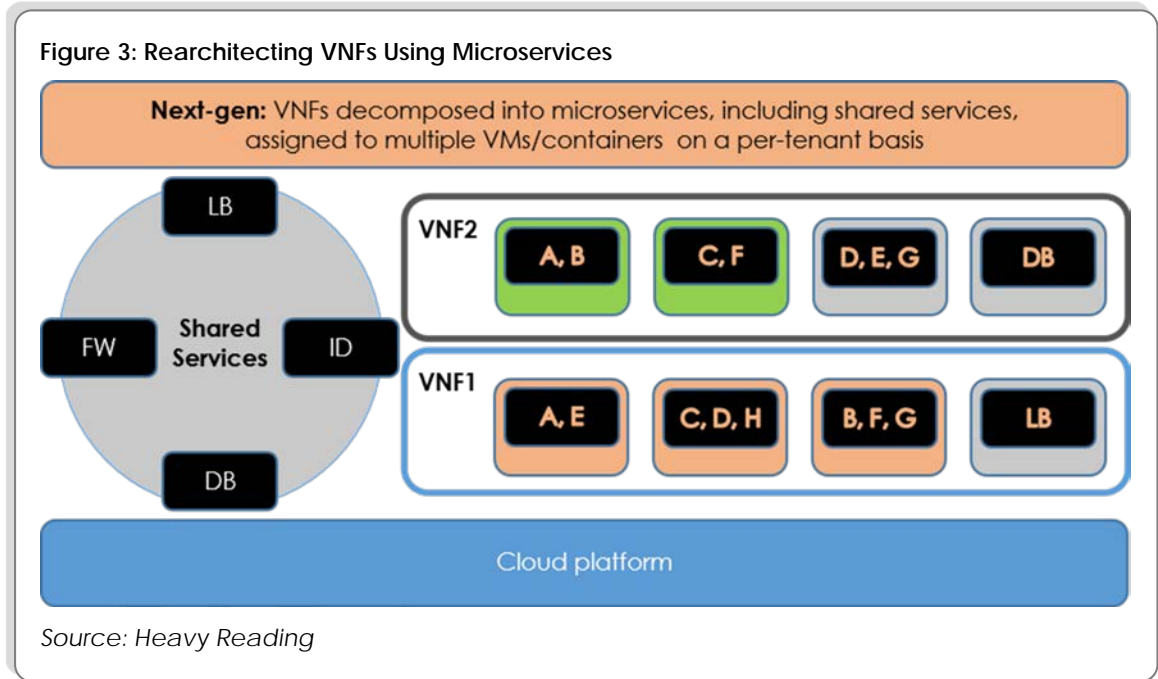 Figure 3: Rearchitecting VNFs Using Microservices
Next-gen: VNFs decomposed into microservices, including shared services,
assigned to multiple VMs/containers on a per-tenant basis
LB
FW
Shared
Services
ID
DB
VNF2
A, B
C, F
D, E, G
DB
VNF1
A, E
C, D, H
B, F, G
LB
Cloud platform
Source: Heavy Reading